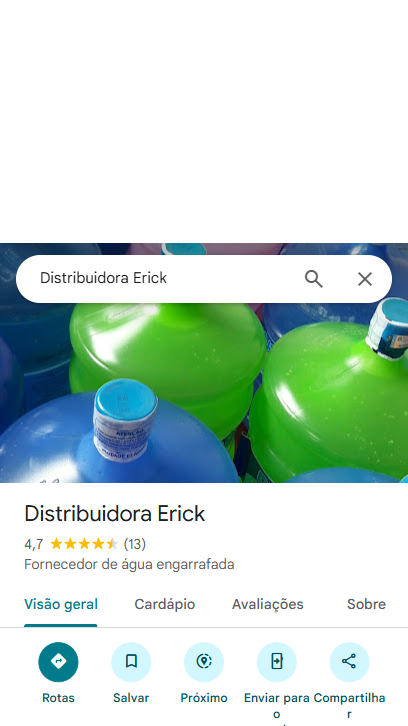 Distribuidora Erick
Distribuidora Erick
4,7 (13)
Fornecedor de água engarrafada
Visão geral Cardápio Avaliações Sobre
Rotas Salvar Próximo Enviar para o Compartilhar